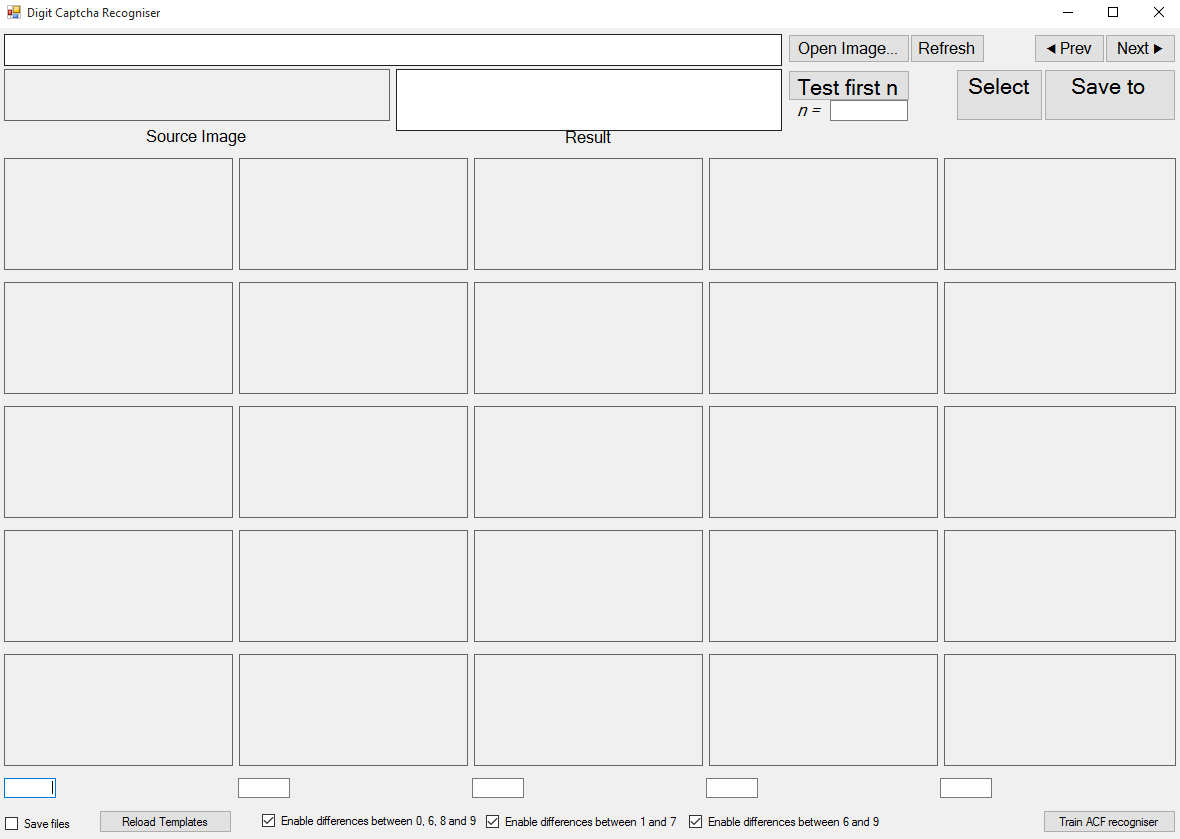 Digit Captcha Recogniser
Open Image... Refresh ◄ Prev Next ►
Test first n Select Save to
n =
Source Image Result
Save files Reload Templates Enable differences between 0, 6, 8 and 9 Enable differences between 1 and 7 Enable differences between 6 and 9 Train ACF recogniser